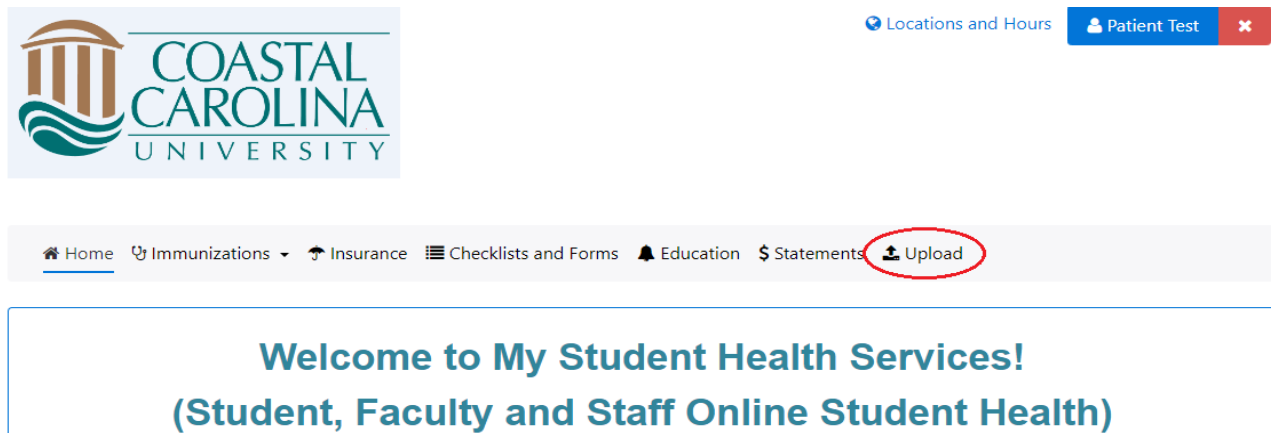 COASTAL
CAROLINA
UNIVERSITY
Locations and Hours Patient Test
Home Immunizations Insurance Checklists and Forms Education $ Statements Upload
Welcome to My Student Health Services!
(Student, Faculty and Staff Online Student Health)